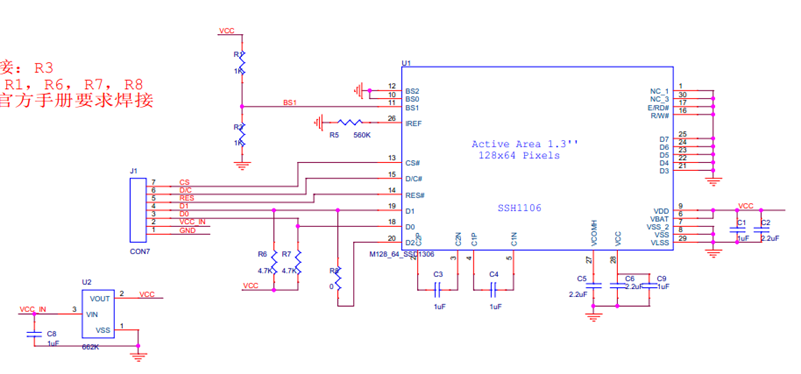 VCC
接: R3
R1, R6, R7, R8
官方手册要求焊接
R1
1K
BS1
R2
1K
U1
12
10
11
BS2
BS0
BS1
26
IREF
R5
560K
13
CS#
15
D/C#
14
RES#
19
D1
18
D0
20
D2
Active Area 1.3''
128x64 Pixels
SSH1106
NC_1
NC_3
E/RD#
R/W#
1
30
17
16
D7
D6
D5
D4
D3
25
24
23
22
21
VDD
VBAT
VSS_2
VSS
VLSS
9
6
7
8
29
VCC
C1
1uF
C2
2.2uF
J1
7
6
5
4
3
2
1
CS
D/C
RES
D1
D0
VCC_IN
GND
CON7
R6
4.7K
R7
4.7K
R8
0
VCC
M128_64_SSD1306
C2P
C2N
C1P
C1N
VCOMH
VCC
2
3
4
5
27
28
C3
1uF
C4
1uF
C5
2.2uF
C6
2.2uF
C9
1uF
U2
VOUT
VIN
VSS
2
3
1
VCC
VCC_IN
C8
1uF
662K